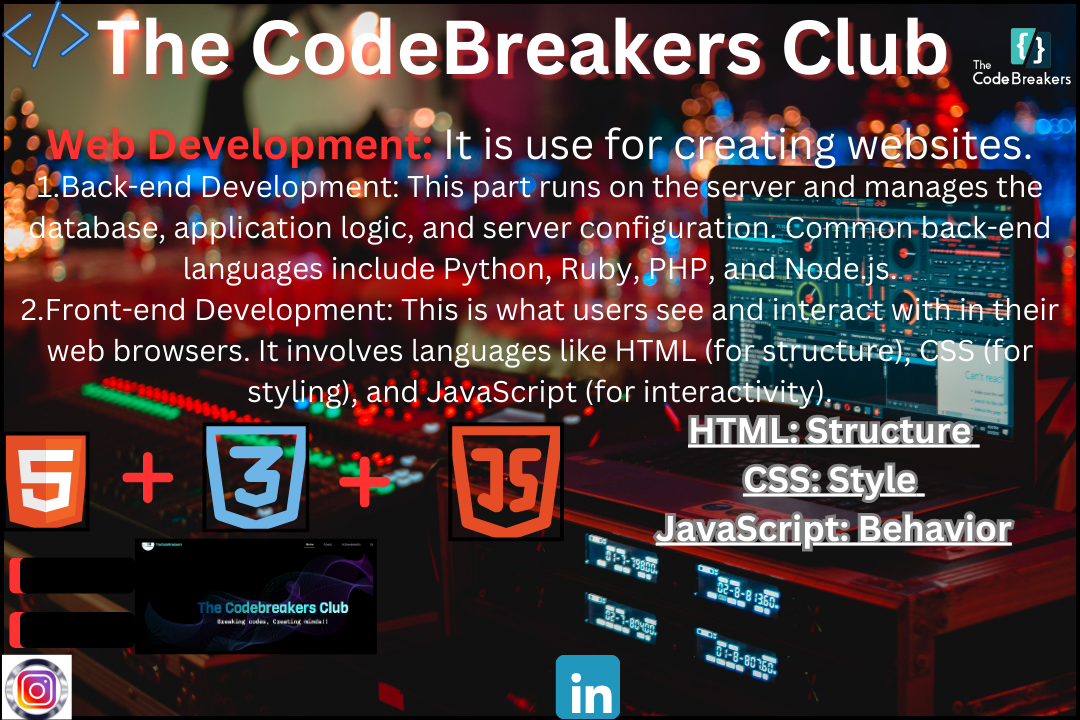 </>
The CodeBreakers Club
{}
The
CodeBreakers
Web Development: It is use for creating websites.
1.Back-end Development: This part runs on the server and manages the
database, application logic, and server configuration. Common back-end
languages include Python, Ruby, PHP, and Node.js.
2.Front-end Development: This is what users see and interact with in their
web browsers. It involves languages like HTML (for structure), CSS (for
styling), and JavaScript (for interactivity).
HTML: Structure
CSS: Style
JavaScript: Behavior
5 + 3 + JS
The Codebreakers Club
Breaking codes, Creating minds!!
Can't reach
in